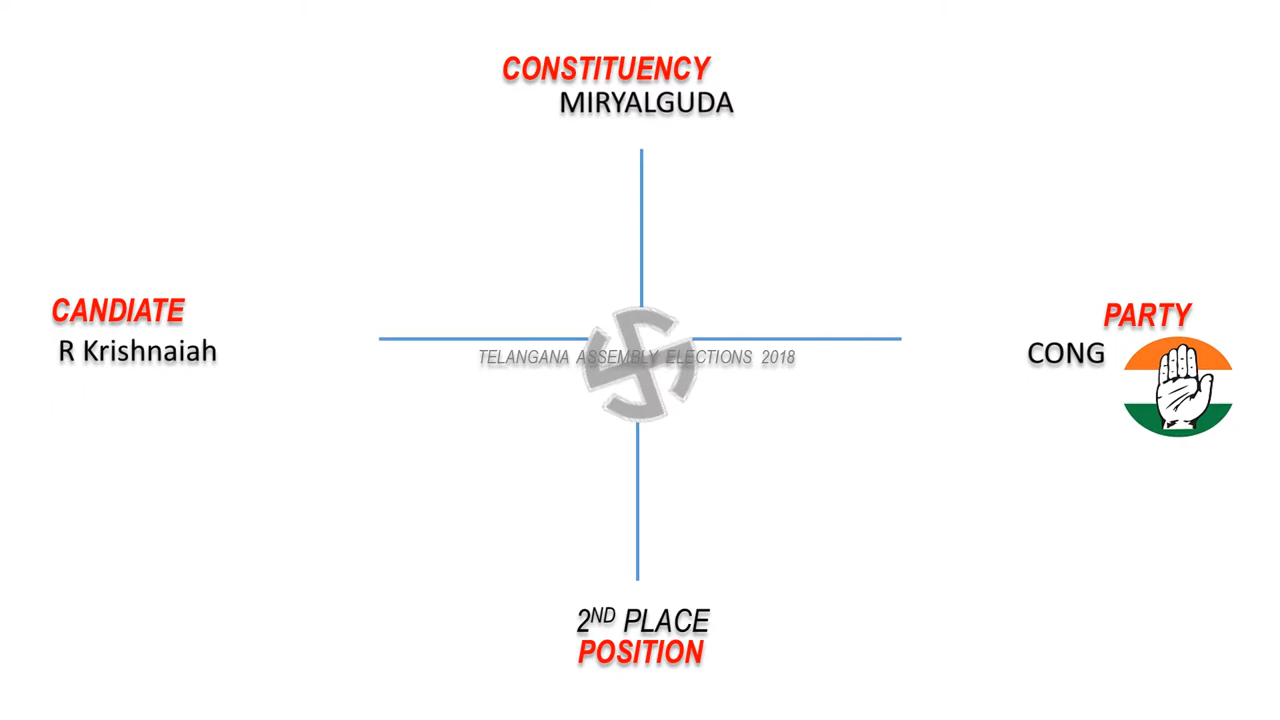 CONSTITUENCY
MIRYALGUDA
CANDIATE
R Krishnaiah
TELANGANA ASSEMBLY ELECTIONS 2018
PARTY
CONG
2ND PLACE
POSITION